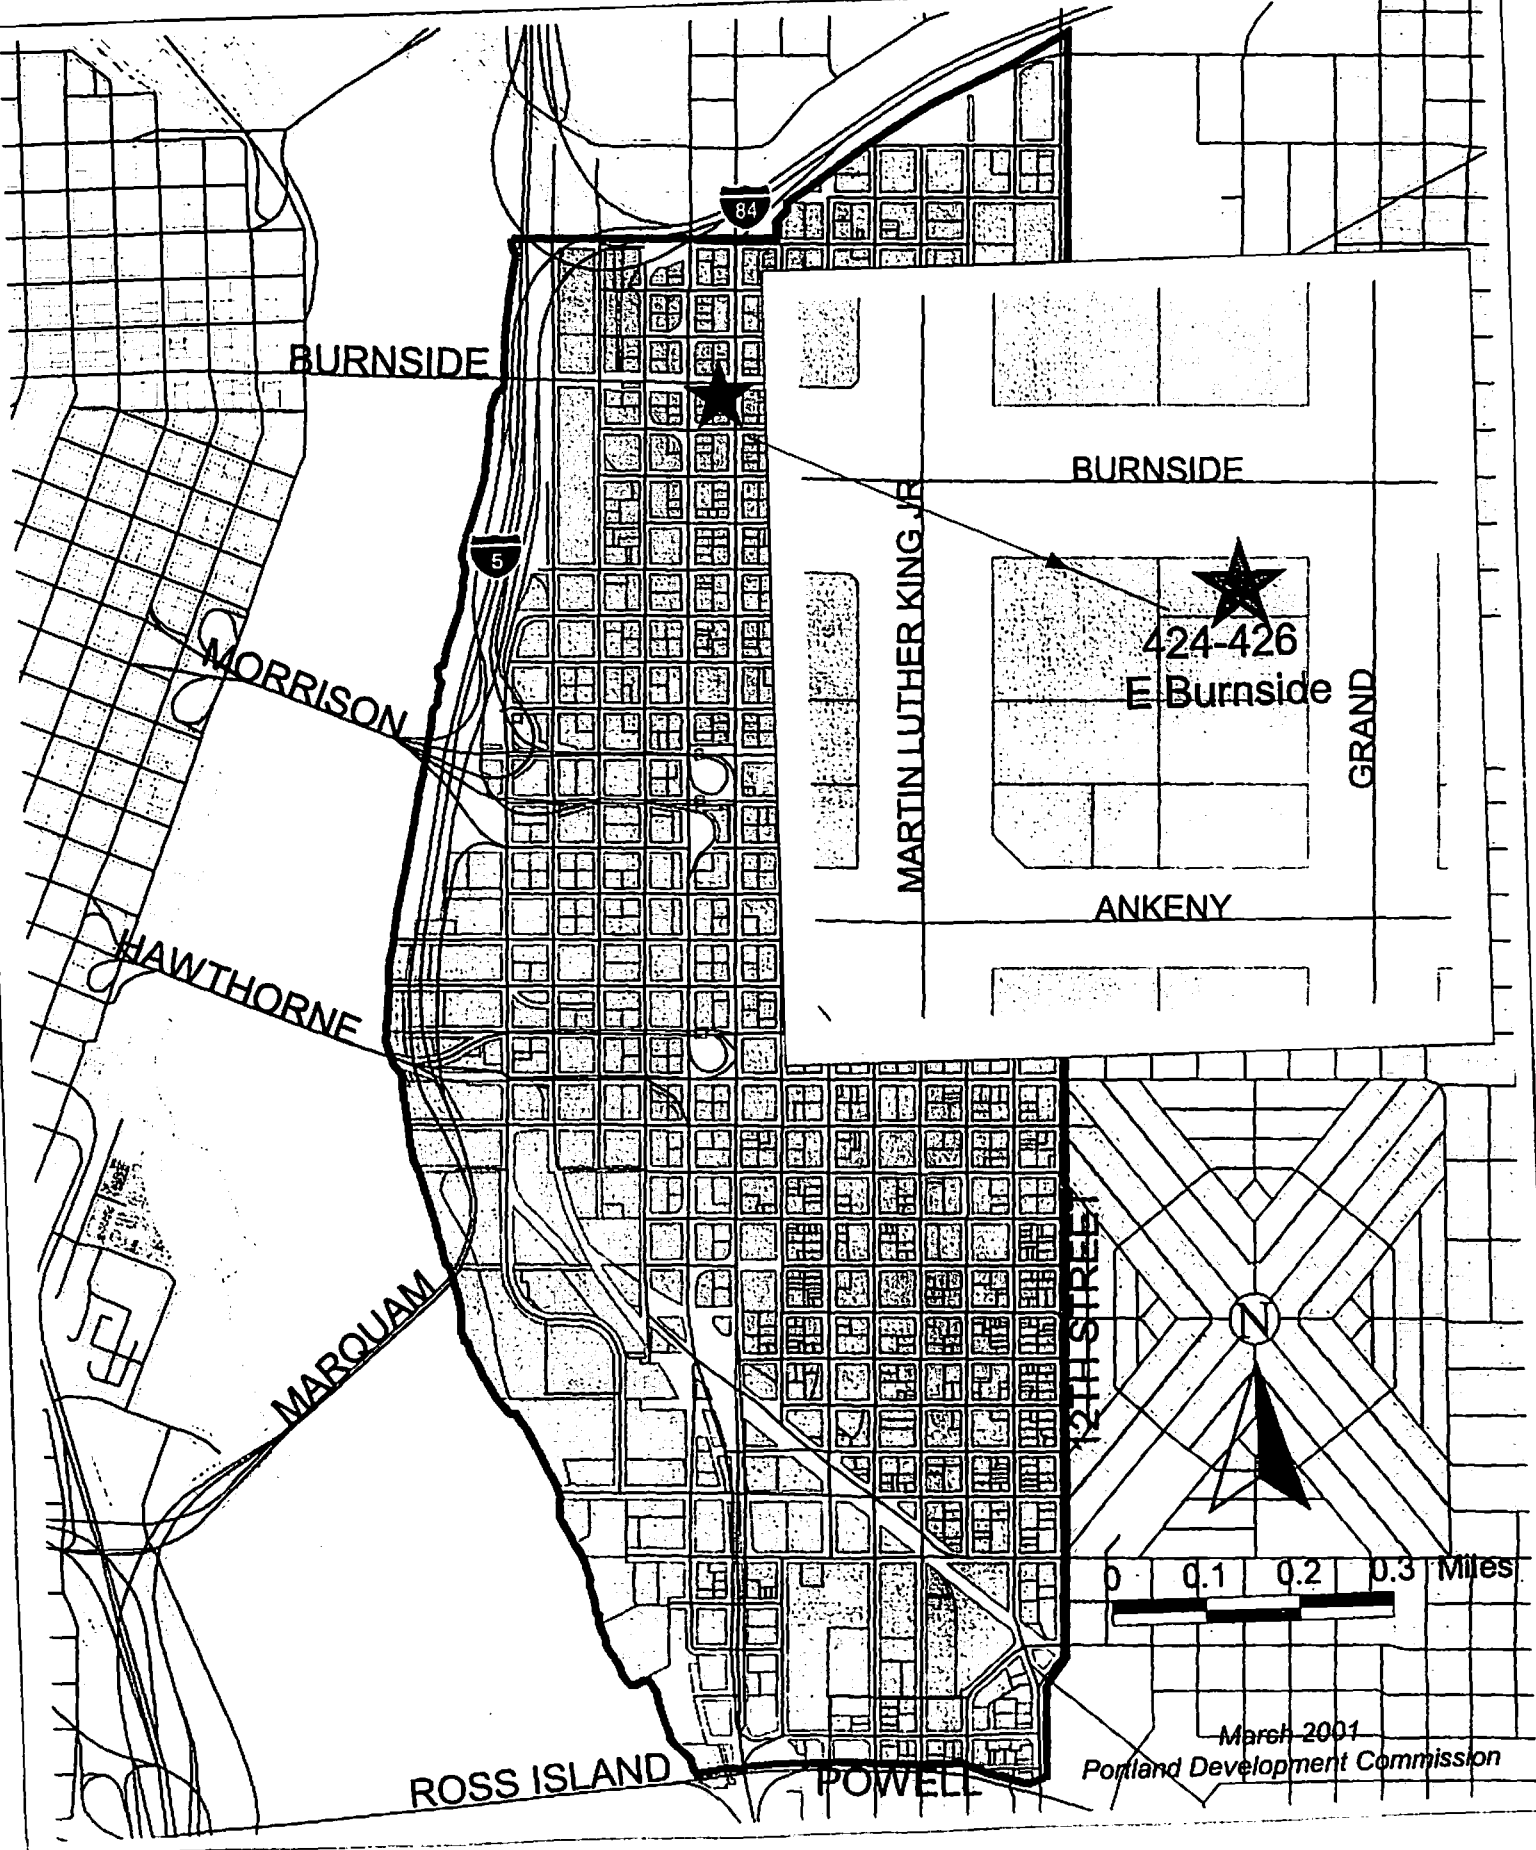 84
BURNSIDE
BURNSIDE
5
MARTIN LUTHER KING JR
424-426
E Burnside
GRAND
MORRISON
ANKENY
HAWTHORNE
12TH STREET
MARQUAM
N
0 0.1 0.2 0.3 Miles
March 2001
Portland Development Commission
ROSS ISLAND
POWELL